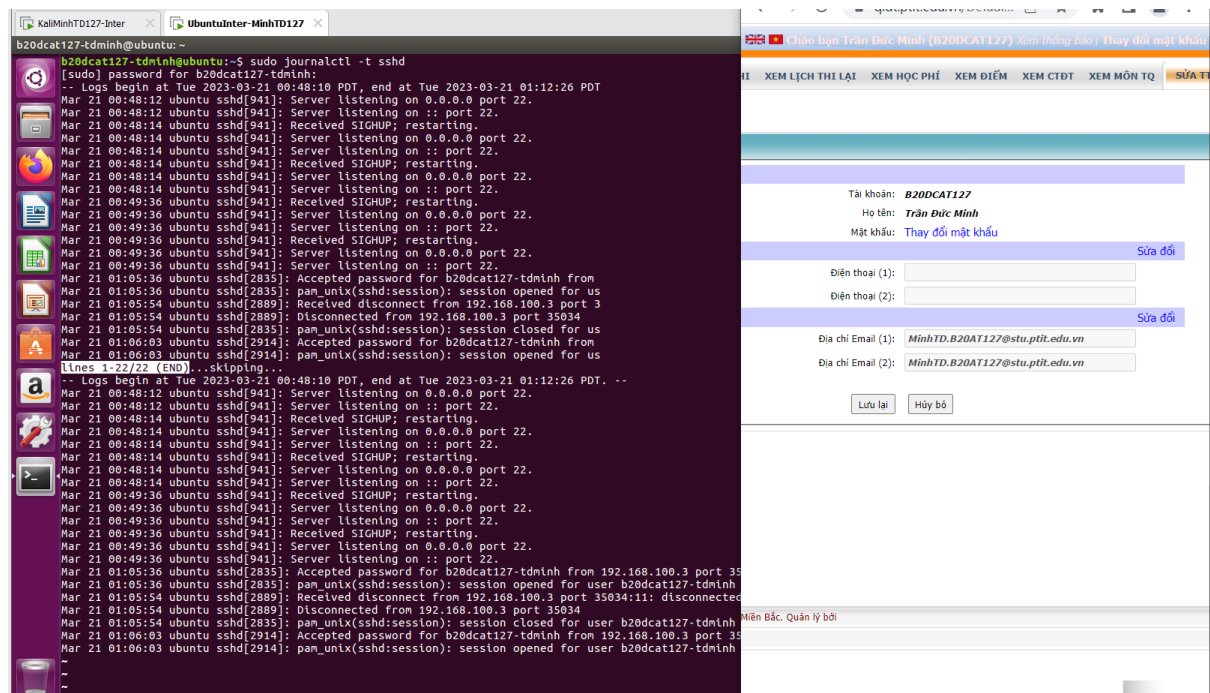 KaliMinhTD127-Inter
UbuntuInter-MinhTD127
b20dcat127-tdminh@ubuntu: ~
b20dcat127-tdminh@ubuntu:~$ sudo journalctl -t sshd
[sudo] password for b20dcat127-tdminh:
-- Logs begin at Tue 2023-03-21 00:48:10 PDT, end at Tue 2023-03-21 01:12:26 PDT
Mar 21 00:48:12 ubuntu sshd[941]: Server listening on 0.0.0.0 port 22.
Mar 21 00:48:12 ubuntu sshd[941]: Server listening on :: port 22.
Mar 21 00:48:14 ubuntu sshd[941]: Received SIGHUP; restarting.
Mar 21 00:48:14 ubuntu sshd[941]: Server listening on 0.0.0.0 port 22.
Mar 21 00:48:14 ubuntu sshd[941]: Server listening on :: port 22.
Mar 21 00:48:14 ubuntu sshd[941]: Received SIGHUP; restarting.
Mar 21 00:48:14 ubuntu sshd[941]: Server listening on 0.0.0.0 port 22.
Mar 21 00:48:14 ubuntu sshd[941]: Server listening on :: port 22.
Mar 21 00:49:36 ubuntu sshd[941]: Received SIGHUP; restarting.
Mar 21 00:49:36 ubuntu sshd[941]: Server listening on 0.0.0.0 port 22.
Mar 21 00:49:36 ubuntu sshd[941]: Server listening on :: port 22.
Mar 21 00:49:36 ubuntu sshd[941]: Received SIGHUP; restarting.
Mar 21 00:49:36 ubuntu sshd[941]: Server listening on 0.0.0.0 port 22.
Mar 21 00:49:36 ubuntu sshd[941]: Server listening on :: port 22.
Mar 21 01:05:36 ubuntu sshd[2835]: Accepted password for b20dcat127-tdminh from
Mar 21 01:05:36 ubuntu sshd[2835]: pam_unix(sshd:session): session opened for us
Mar 21 01:05:54 ubuntu sshd[2889]: Received disconnect from 192.168.100.3 port 3
Mar 21 01:05:54 ubuntu sshd[2889]: Disconnected from 192.168.100.3 port 35034
Mar 21 01:05:54 ubuntu sshd[2835]: pam_unix(sshd:session): session closed for us
Mar 21 01:06:03 ubuntu sshd[2914]: Accepted password for b20dcat127-tdminh from
Mar 21 01:06:03 ubuntu sshd[2914]: pam_unix(sshd:session): session opened for us
lines 1-22/22 (END)...skipping...
-- Logs begin at Tue 2023-03-21 00:48:10 PDT, end at Tue 2023-03-21 01:12:26 PDT. --
Mar 21 00:48:12 ubuntu sshd[941]: Server listening on 0.0.0.0 port 22.
Mar 21 00:48:12 ubuntu sshd[941]: Server listening on :: port 22.
Mar 21 00:48:14 ubuntu sshd[941]: Received SIGHUP; restarting.
Mar 21 00:48:14 ubuntu sshd[941]: Server listening on 0.0.0.0 port 22.
Mar 21 00:48:14 ubuntu sshd[941]: Server listening on :: port 22.
Mar 21 00:48:14 ubuntu sshd[941]: Received SIGHUP; restarting.
Mar 21 00:48:14 ubuntu sshd[941]: Server listening on 0.0.0.0 port 22.
Mar 21 00:48:14 ubuntu sshd[941]: Server listening on :: port 22.
Mar 21 00:49:36 ubuntu sshd[941]: Received SIGHUP; restarting.
Mar 21 00:49:36 ubuntu sshd[941]: Server listening on 0.0.0.0 port 22.
Mar 21 00:49:36 ubuntu sshd[941]: Server listening on :: port 22.
Mar 21 00:49:36 ubuntu sshd[941]: Received SIGHUP; restarting.
Mar 21 00:49:36 ubuntu sshd[941]: Server listening on 0.0.0.0 port 22.
Mar 21 00:49:36 ubuntu sshd[941]: Server listening on :: port 22.
Mar 21 01:05:36 ubuntu sshd[2835]: Accepted password for b20dcat127-tdminh from 192.168.100.3 port 35
Mar 21 01:05:36 ubuntu sshd[2835]: pam_unix(sshd:session): session opened for user b20dcat127-tdminh
Mar 21 01:05:54 ubuntu sshd[2889]: Received disconnect from 192.168.100.3 port 35034:11: disconnected
Mar 21 01:05:54 ubuntu sshd[2889]: Disconnected from 192.168.100.3 port 35034
Mar 21 01:05:54 ubuntu sshd[2835]: pam_unix(sshd:session): session closed for user b20dcat127-tdminh
Mar 21 01:06:03 ubuntu sshd[2914]: Accepted password for b20dcat127-tdminh from 192.168.100.3 port 35
Mar 21 01:06:03 ubuntu sshd[2914]: pam_unix(sshd:session): session opened for user b20dcat127-tdminh
~
~
~
Chào bạn Trần Đức Minh (B20DCAT127) Xem thông báo | Thay đổi mật khẩu
HI XEM LỊCH THI LẠI XEM HỌC PHÍ XEM ĐIỂM XEM CTĐT XEM MÔN TQ SỬA TT
Tài khoản: B20DCAT127
Họ tên: Trần Đức Minh
Mật khẩu: Thay đổi mật khẩu
Sửa đổi
Điện thoại (1):
Điện thoại (2):
Sửa đổi
Địa chỉ Email (1): MinhTD.B20AT127@stu.ptit.edu.vn
Địa chỉ Email (2): MinhTD.B20AT127@stu.ptit.edu.vn
Lưu lại Hủy bỏ
Miền Bắc. Quản lý bởi